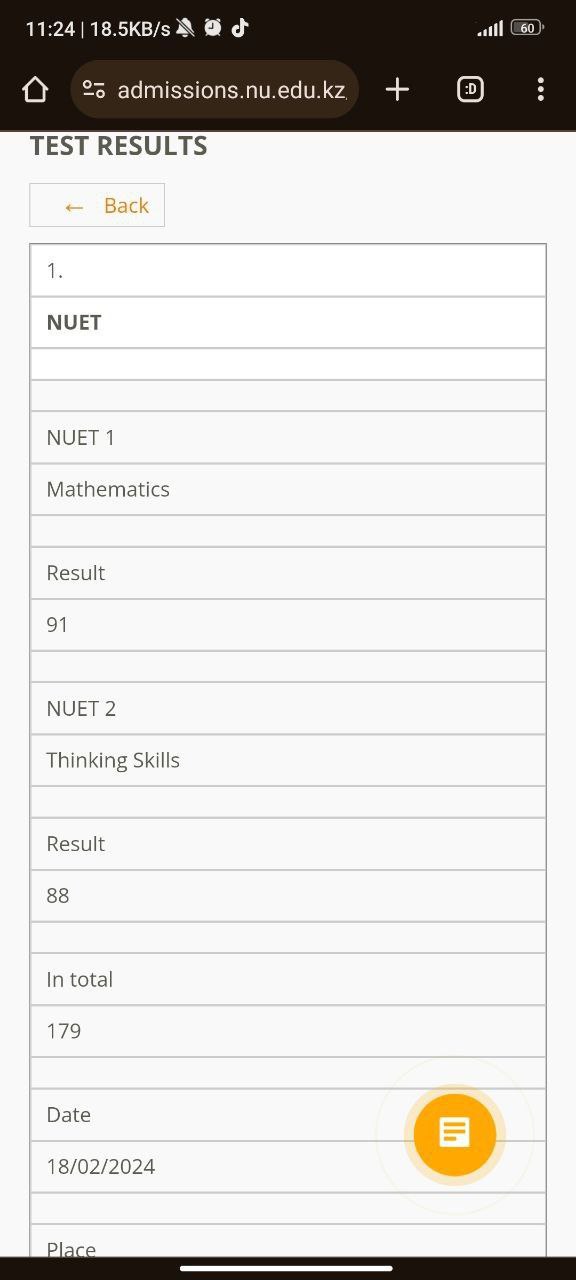 11:24 | 18.5KB/s
60
admissions.nu.edu.kz
:D
TEST RESULTS
← Back
1.
NUET
NUET 1
Mathematics
Result
91
NUET 2
Thinking Skills
Result
88
In total
179
Date
18/02/2024
Place